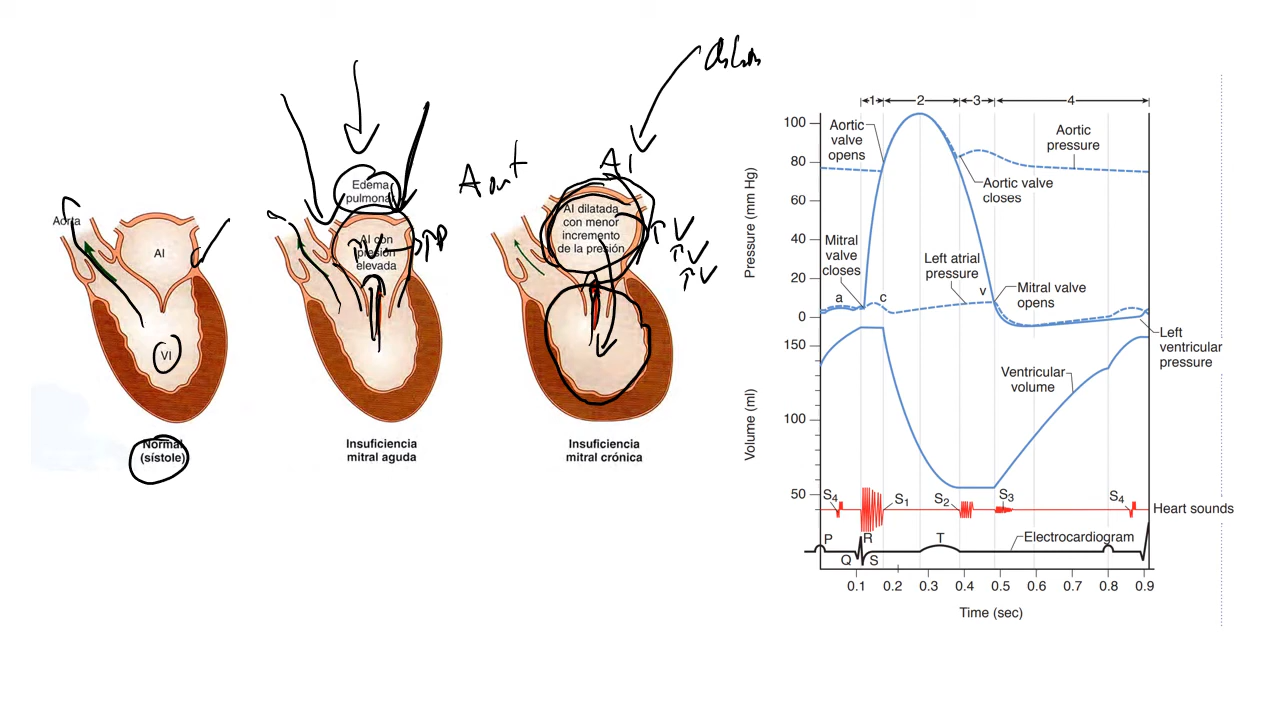 Aorta
AI
VI
Normal
(sístole)
Edema
pulmonar
AI con
presión
elevada
Insuficiencia
mitral aguda
AI
AI dilatada
con menor
incremento
de la presión
↑V
↑V
↑V
Insuficiencia
mitral crónica
1 2 3 4
Pressure (mm Hg)
100
80
60
40
20
0
Aortic
valve
opens
Aortic
pressure
Aortic valve
closes
Mitral
valve
closes
Left atrial
pressure
Mitral valve
opens
a c v
Left
ventricular
pressure
Volume (ml)
150
100
50
Ventricular
volume
S4 S1 S2 S3 S4
Heart sounds
P Q R S T
Electrocardiogram
0.1 0.2 0.3 0.4 0.5 0.6 0.7 0.8 0.9
Time (sec)